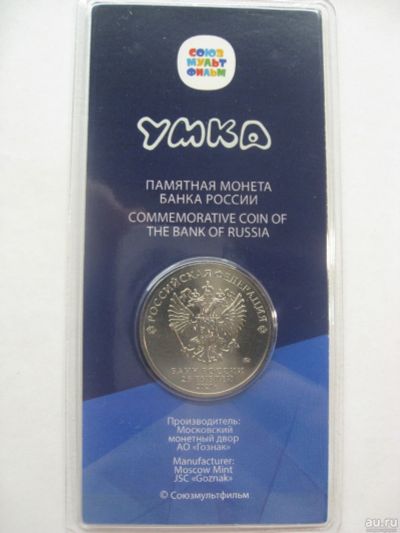 СОЮЗ
МУЛЬТ
ФИЛЬМ
УМКА
ПАМЯТНАЯ МОНЕТА
БАНКА РОССИИ
COMMEMORATIVE COIN OF
THE BANK OF RUSSIA
РОССИЙСКАЯ ФЕДЕРАЦИЯ
БАНК РОССИИ
25 РУБЛЕЙ
Производитель:
Московский
монетный двор
АО «Гознак»
Manufacturer:
Moscow Mint
JSC «Goznak»
© Союзмультфильм
au.ru